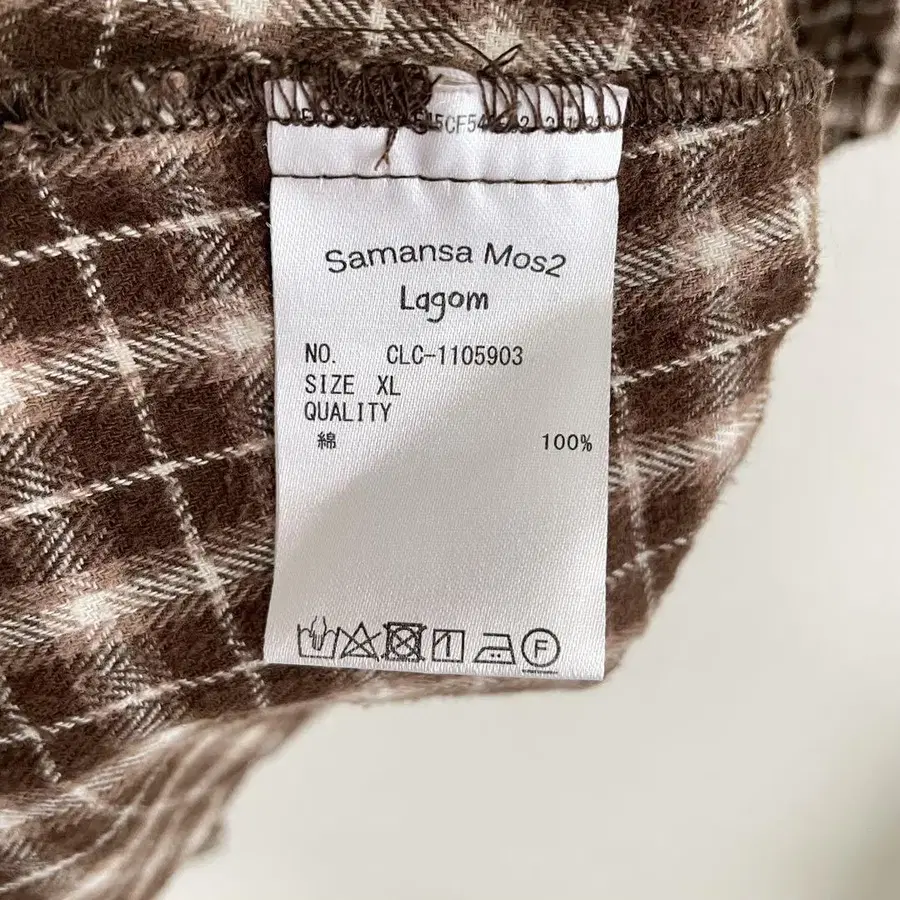 Samansa Mos2
Lagom
NO. CLC-1105903
SIZE XL
QUALITY
綿 100%
F